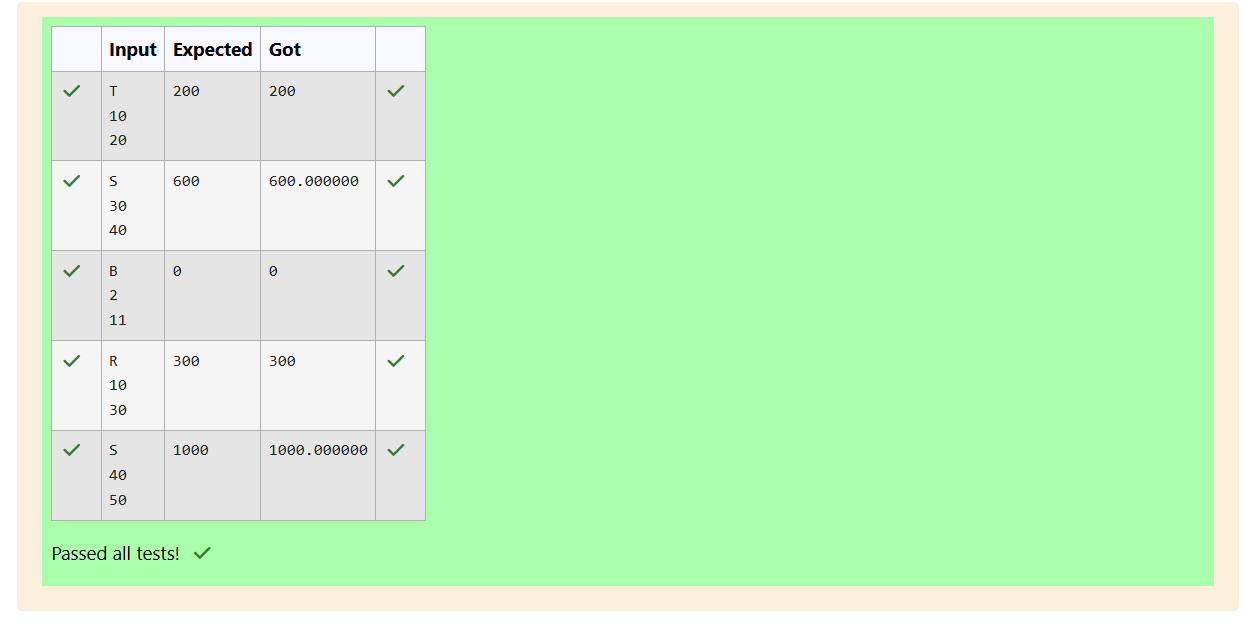 Input Expected Got
T 200 200
10
20
S 600 600.000000
30
40
B 0 0
2
11
R 300 300
10
30
S 1000 1000.000000
40
50
Passed all tests!